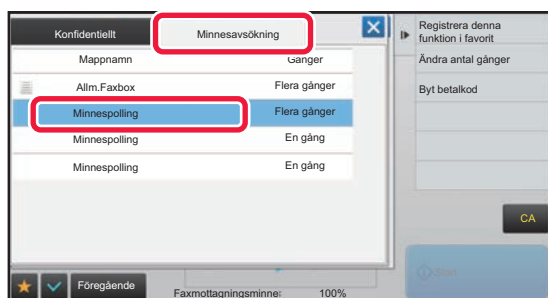 Konfidentiellt
Minnesavsökning
Mappnamn Gånger
Allm.Faxbox Flera gånger
Minnespolling Flera gånger
Minnespolling En gång
Minnespolling En gång
Registrera denna
funktion i favorit
Ändra antal gånger
Byt betalkod
CA
Start
Föregående
Faxmottagningsminne: 100%